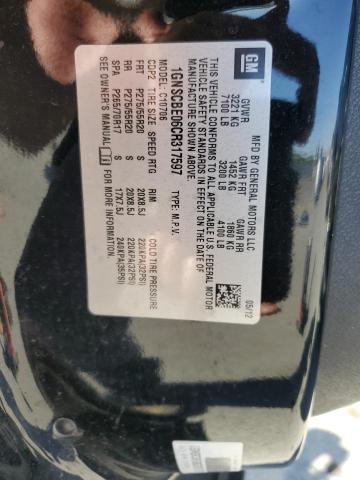 GM
MFD BY GENERAL MOTORS LLC
05/12
GVWR GAWR FRT GAWR RR
3221 KG 1452 KG 1860 KG
7100 LB 3200 LB 4100 LB
THIS VEHICLE CONFORMS TO ALL APPLICABLE U.S. FEDERAL MOTOR
VEHICLE SAFETY STANDARDS IN EFFECT ON THE DATE OF
MANUFACTURE SHOWN ABOVE.
1GNSCBE06CR317597 TYPE: M.P.V.
C10706
TIRE SIZE SPEED RTG RIM COLD TIRE PRESSURE
FRT P275/55R20 S 20X8.5J 220KPA(32PSI)
RR P275/55R20 S 20X8.5J 220KPA(32PSI)
SPA P265/70R17 S 17X7.5J 240KPA(35PSI)
SEE OWNER'S MANUAL FOR MORE INFORMATION.